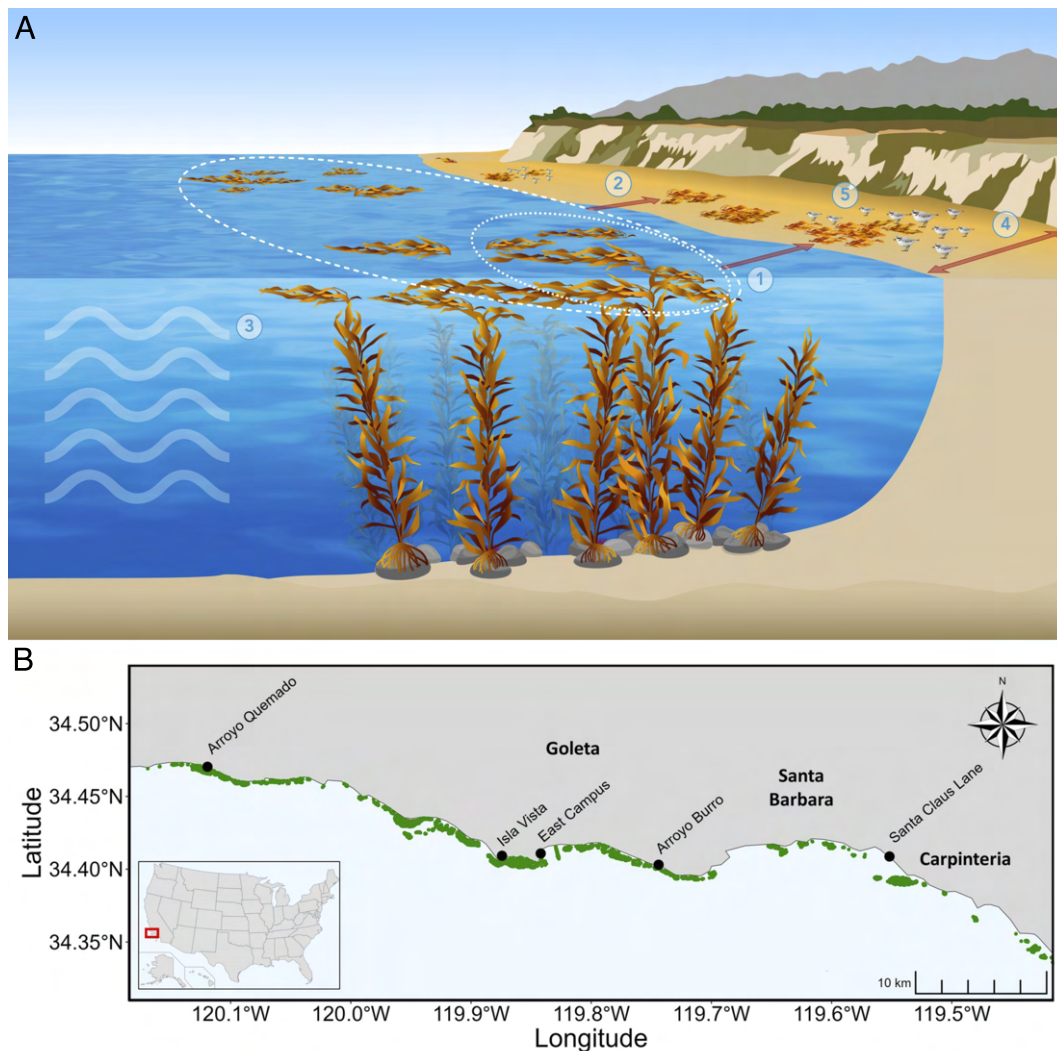 A
2
5
4
1
3
B
N
34.50°N
34.45°N
34.40°N
34.35°N
Latitude
Arroyo Quemado
Goleta
Isla Vista
East Campus
Arroyo Burro
Santa
Barbara
Santa Claus Lane
Carpinteria
10 km
120.1°W 120.0°W 119.9°W 119.8°W 119.7°W 119.6°W 119.5°W
Longitude